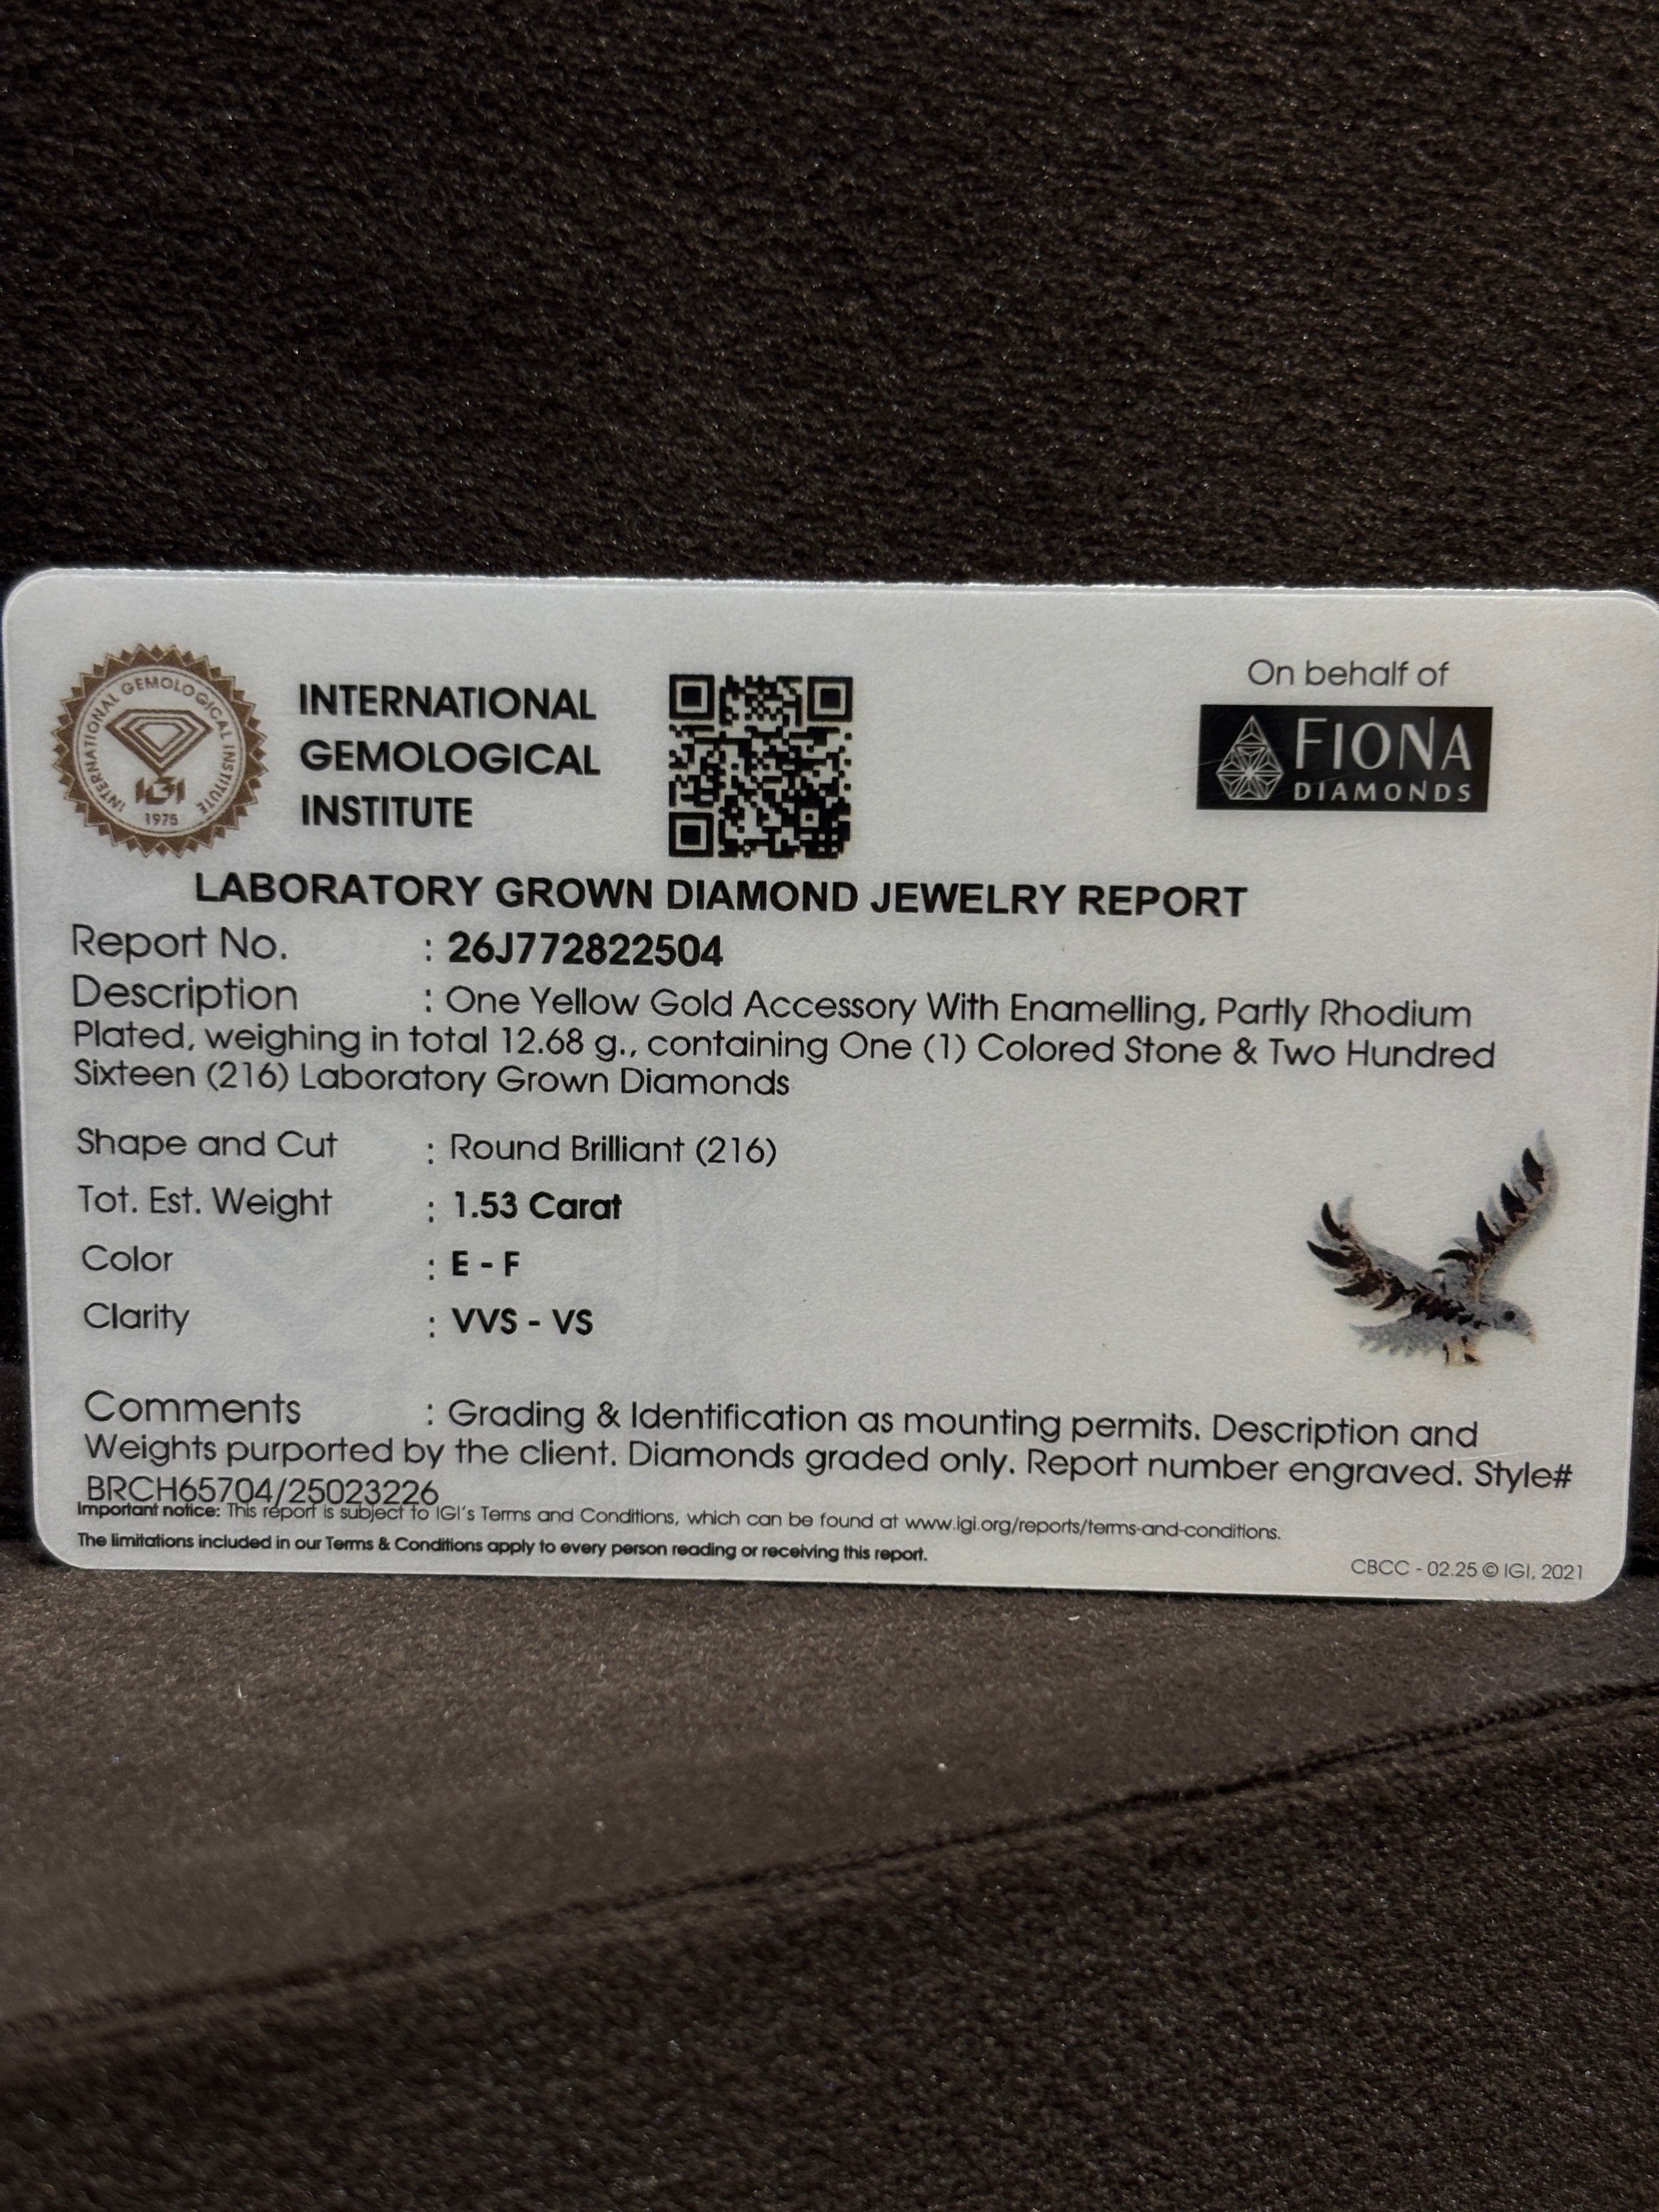 INTERNATIONAL GEMOLOGICAL INSTITUTE
IGI
1975
INTERNATIONAL
GEMOLOGICAL
INSTITUTE
On behalf of
FIONA
DIAMONDS
LABORATORY GROWN DIAMOND JEWELRY REPORT
Report No. : 26J772822504
Description : One Yellow Gold Accessory With Enamelling, Partly Rhodium
Plated, weighing in total 12.68 g., containing One (1) Colored Stone & Two Hundred
Sixteen (216) Laboratory Grown Diamonds
Shape and Cut : Round Brilliant (216)
Tot. Est. Weight : 1.53 Carat
Color : E - F
Clarity : VVS - VS
Comments : Grading & Identification as mounting permits. Description and
Weights purported by the client. Diamonds graded only. Report number engraved. Style#
BRCH65704/25023226
Important notice: This report is subject to IGI's Terms and Conditions, which can be found at www.igi.org/reports/terms-and-conditions.
The limitations included in our Terms & Conditions apply to every person reading or receiving this report.
CBCC - 02.25 © IGI, 2021